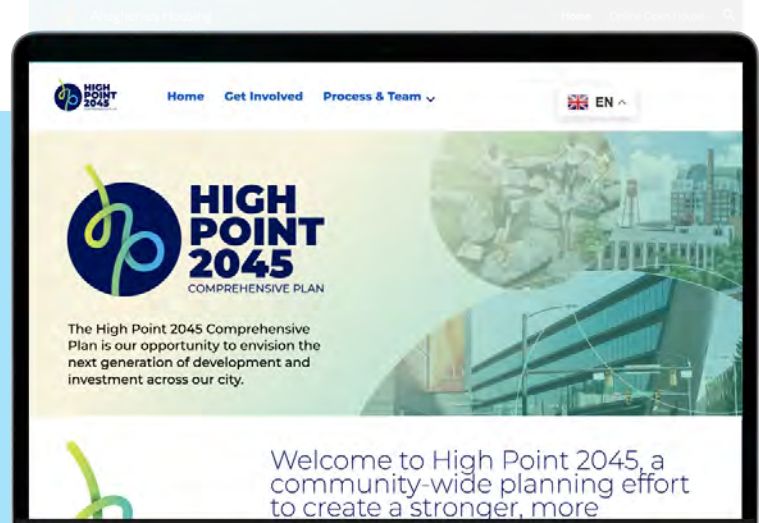 HIGH
POINT
2045
COMPREHENSIVE PLAN
Home Get Involved Process & Team
EN
HIGH
POINT
2045
COMPREHENSIVE PLAN
The High Point 2045 Comprehensive
Plan is our opportunity to envision the
next generation of development and
investment across our city.
Welcome to High Point 2045, a
community-wide planning effort
to create a stronger, more